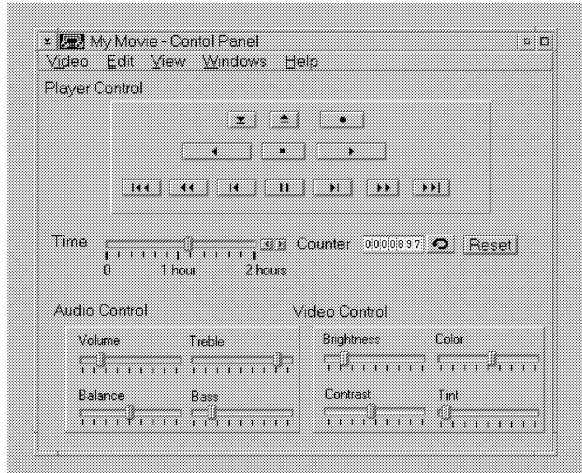 My Movie - Contol Panel
Video Edit View Windows Help
Player Control
Time
Counter 0000897 Reset
0 1 hour 2 hours
Audio Control Video Control
Volume Treble Brightness Color
Balance Bass Contrast Tint